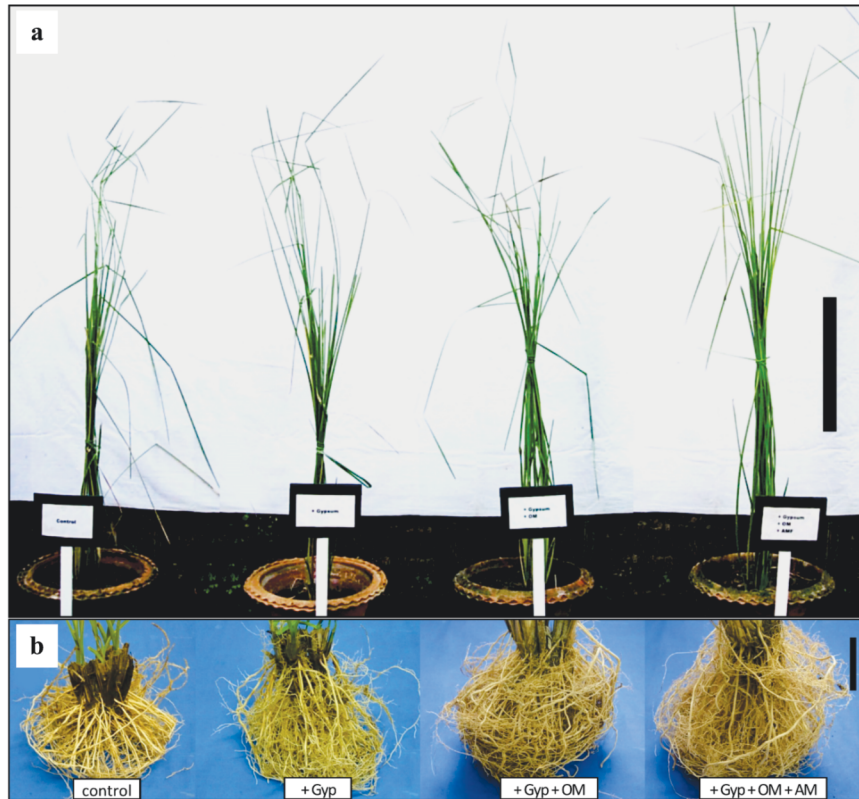 a
Control
+ Gypsum
+ Gypsum
+ OM
+ Gypsum
+ OM
+ AMF
b
control
+ Gyp
+ Gyp + OM
+ Gyp + OM + AM